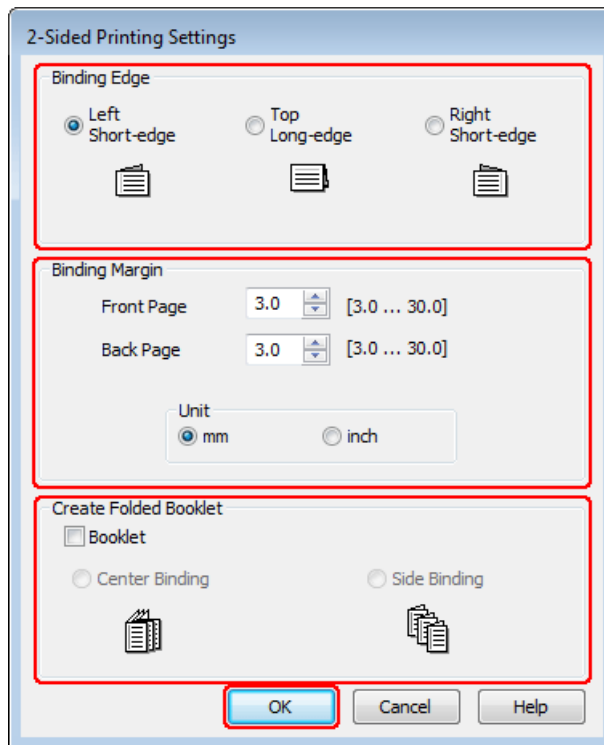 2-Sided Printing Settings
Binding Edge
Left
Short-edge
Top
Long-edge
Right
Short-edge
Binding Margin
Front Page 3.0 [3.0 ... 30.0]
Back Page 3.0 [3.0 ... 30.0]
Unit
mm inch
Create Folded Booklet
Booklet
Center Binding Side Binding
OK Cancel Help